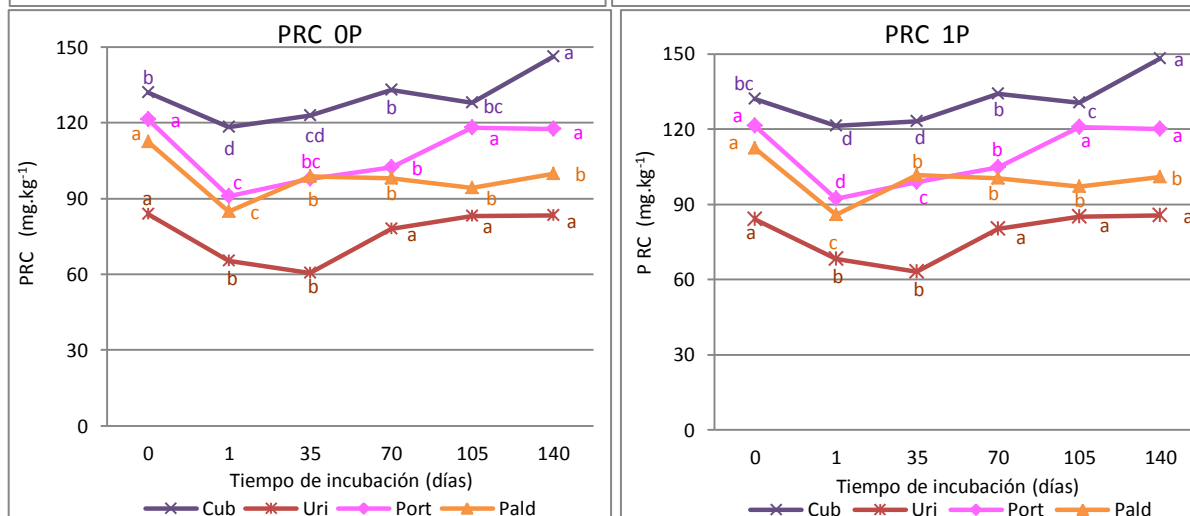 PRC 0P
150
120
90
60
30
0
PRC (mg.kg-1)
b
d
cd
b
bc
a
a
c
bc
b
a
a
a
c
b
b
b
b
a
b
b
a
a
a
0 1 35 70 105 140
Tiempo de incubación (días)
Cub Uri Port Pald
PRC 1P
150
120
90
60
30
0
P RC (mg.kg-1)
bc
d
d
b
c
a
a
d
c
b
a
a
a
c
b
b
b
b
a
b
b
a
a
a
0 1 35 70 105 140
Tiempo de incubación (días)
Cub Uri Port Pald